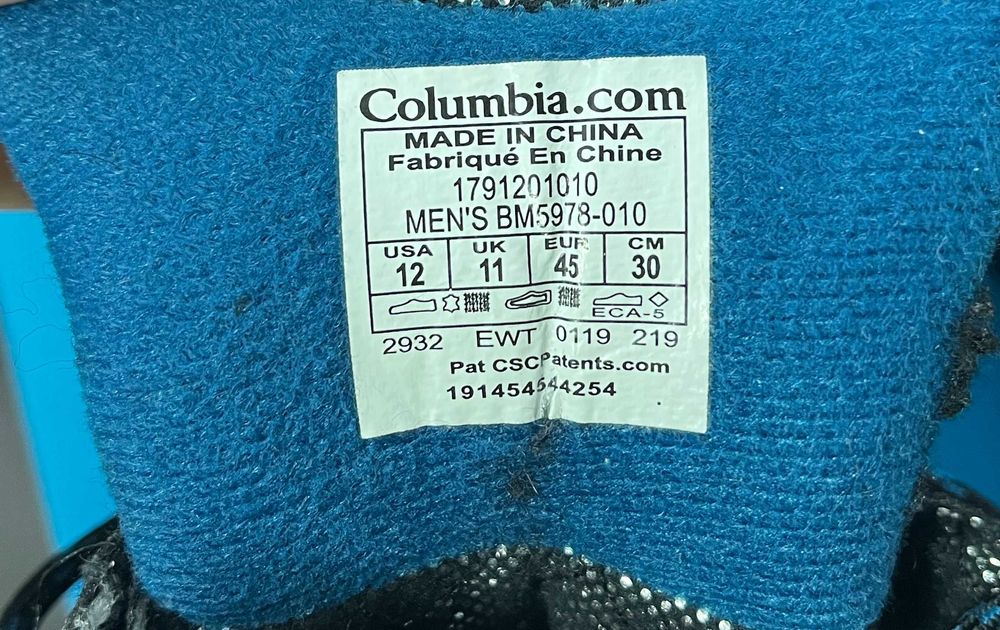 Columbia.com
MADE IN CHINA
Fabriqué En Chine
1791201010
MEN'S BM5978-010
USA UK EUR CM
12 11 45 30
ECA-5
2932 EWT 0119 219
Pat CSCPatents.com
191454644254